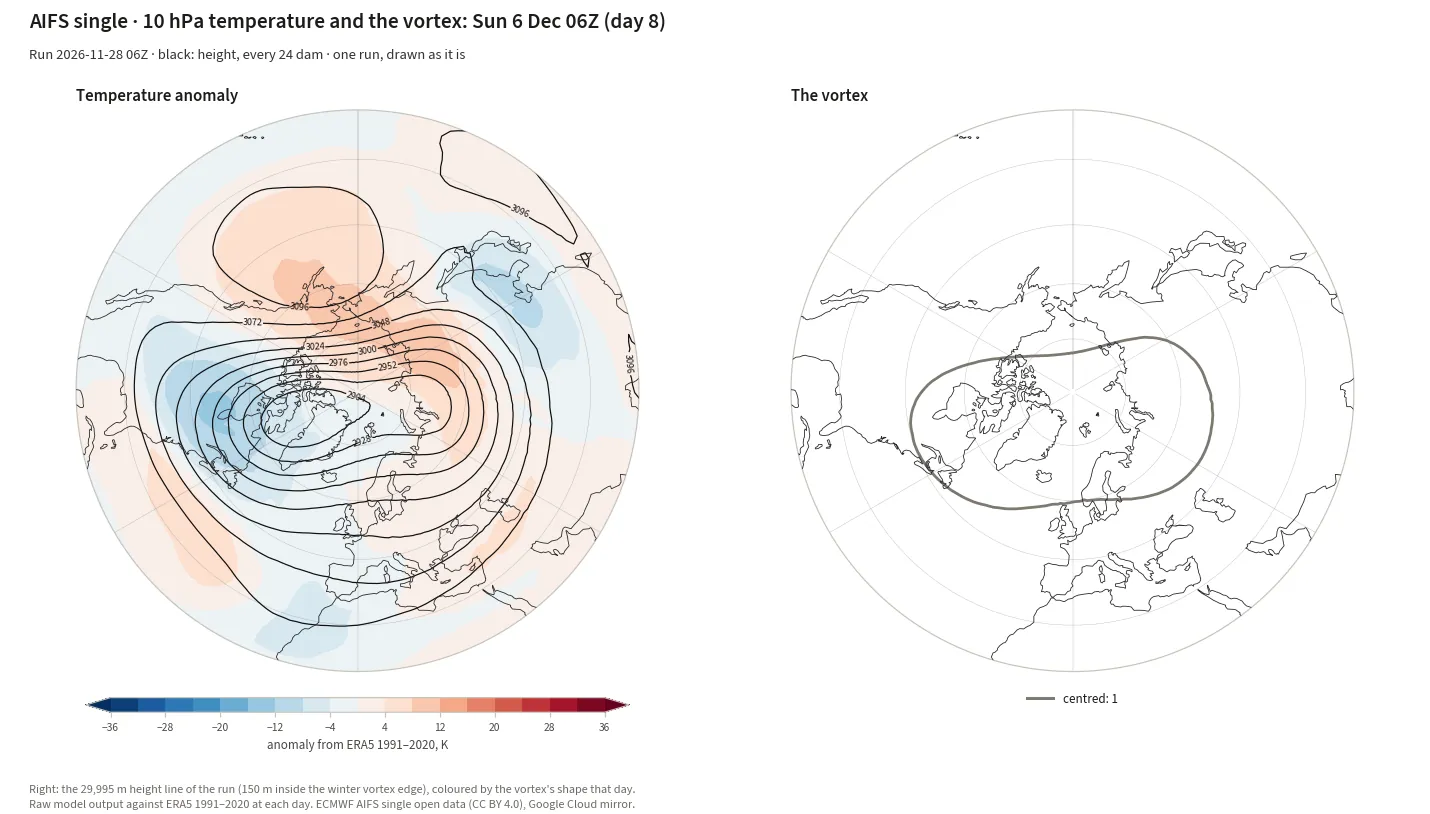 AIFS single · 10 hPa temperature and the vortex: Sun 6 Dec 06Z (day 8)
Run 2026-11-28 06Z · black: height, every 24 dam · one run, drawn as it is
Temperature anomaly
The vortex
3096
3096
3072
3048
3024
3000
2976
2952
3096
2904
2928
centred: 1
−36 −28 −20 −12 −4 4 12 20 28 36
anomaly from ERA5 1991–2020, K
Right: the 29,995 m height line of the run (150 m inside the winter vortex edge), coloured by the vortex's shape that day.
Raw model output against ERA5 1991–2020 at each day. ECMWF AIFS single open data (CC BY 4.0), Google Cloud mirror.